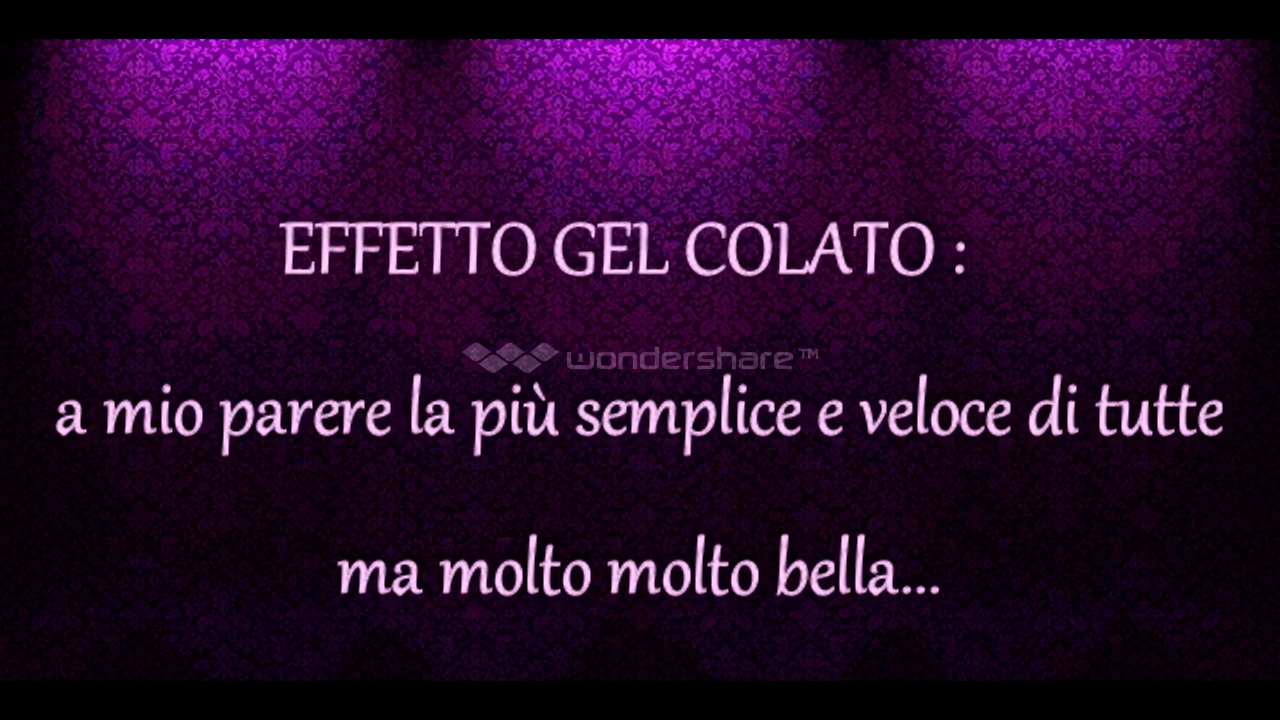 EFFETTO GEL COLATO :
wondershare™
a mio parere la più semplice e veloce di tutte
ma molto molto bella...